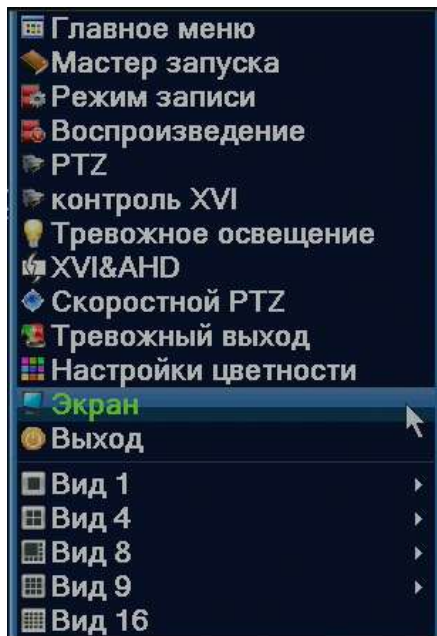 Главное меню
Мастер запуска
Режим записи
Воспроизведение
PTZ
контроль XVI
Тревожное освещение
XVI&AHD
Скоростной PTZ
Тревожный выход
Настройки цветности
Экран
Выход
Вид 1
Вид 4
Вид 8
Вид 9
Вид 16